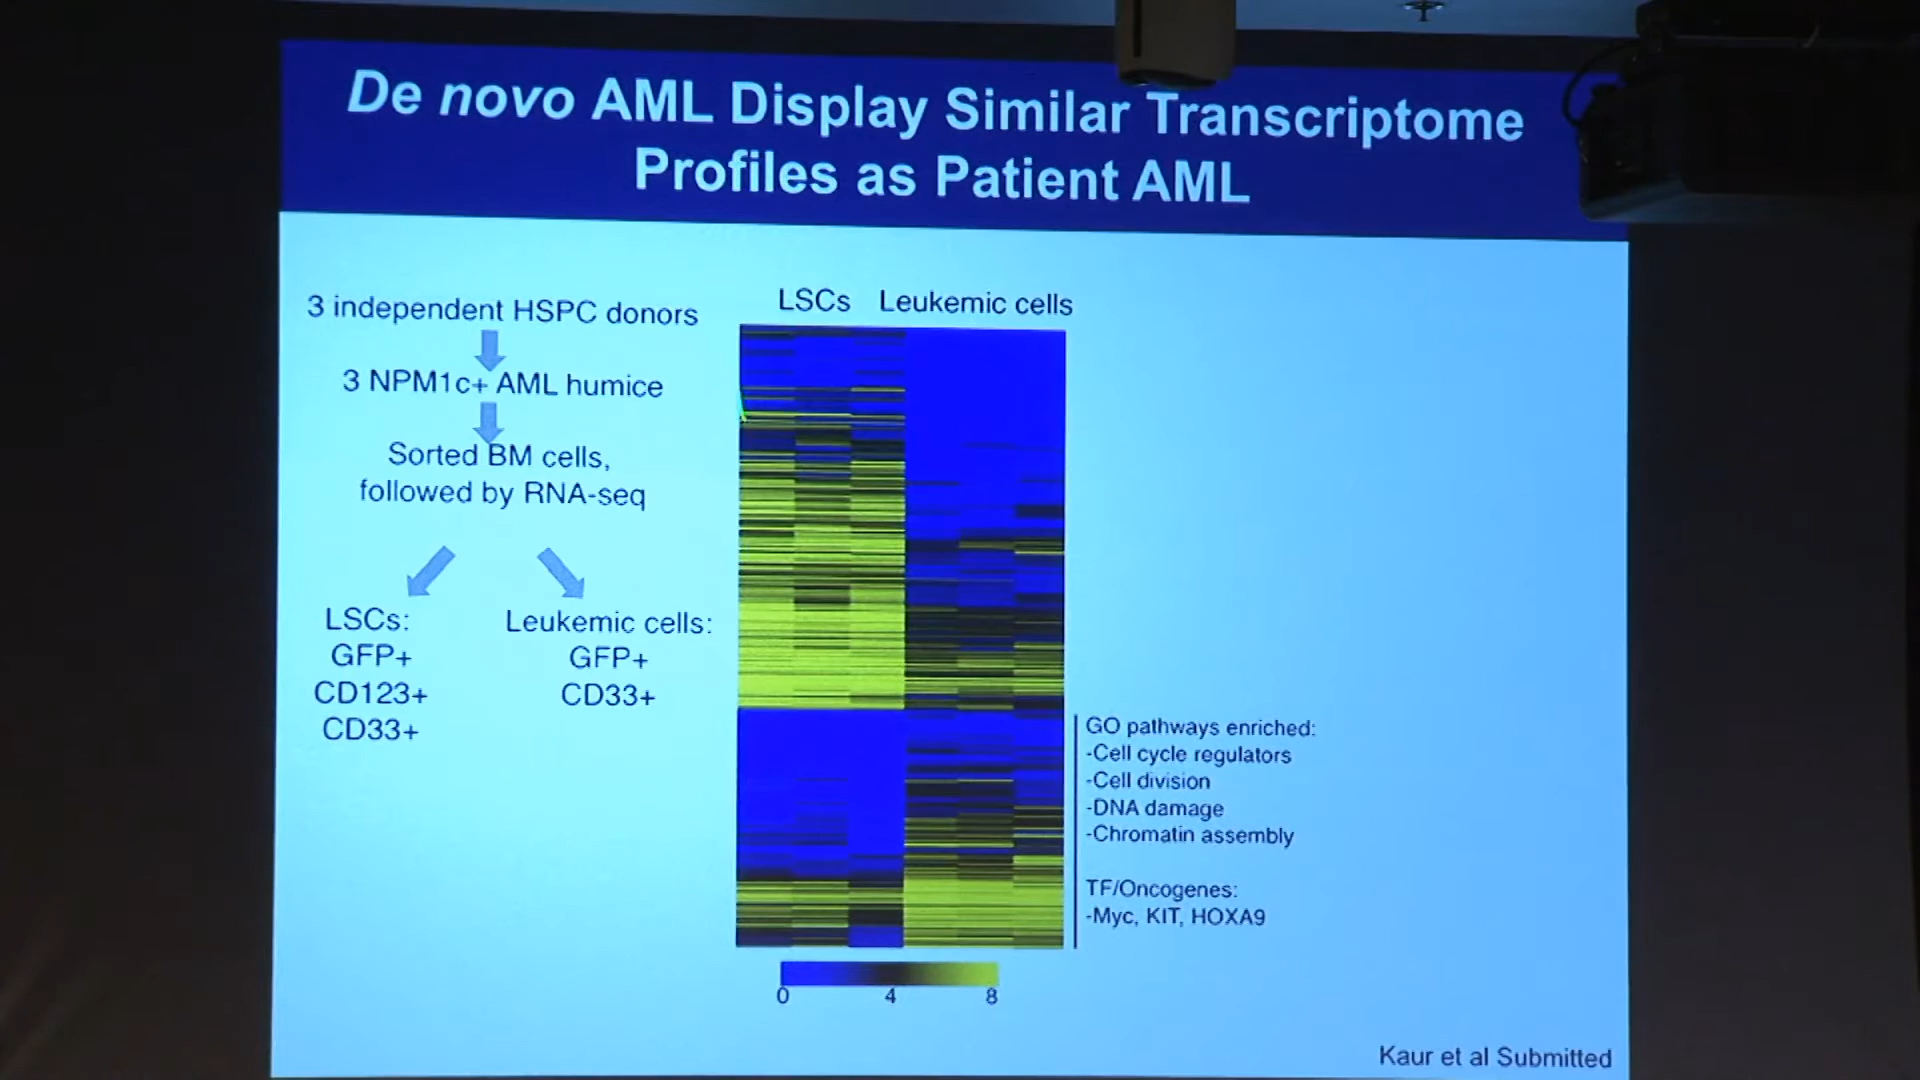 De novo AML Display Similar Transcriptome
Profiles as Patient AML
3 independent HSPC donors
3 NPM1c+ AML humice
Sorted BM cells,
followed by RNA-seq
LSCs:
GFP+
CD123+
CD33+
Leukemic cells:
GFP+
CD33+
LSCs
Leukemic cells
GO pathways enriched:
-Cell cycle regulators
-Cell division
-DNA damage
-Chromatin assembly
TF/Oncogenes:
-Myc, KIT, HOXA9
0 4 8
Kaur et al Submitted